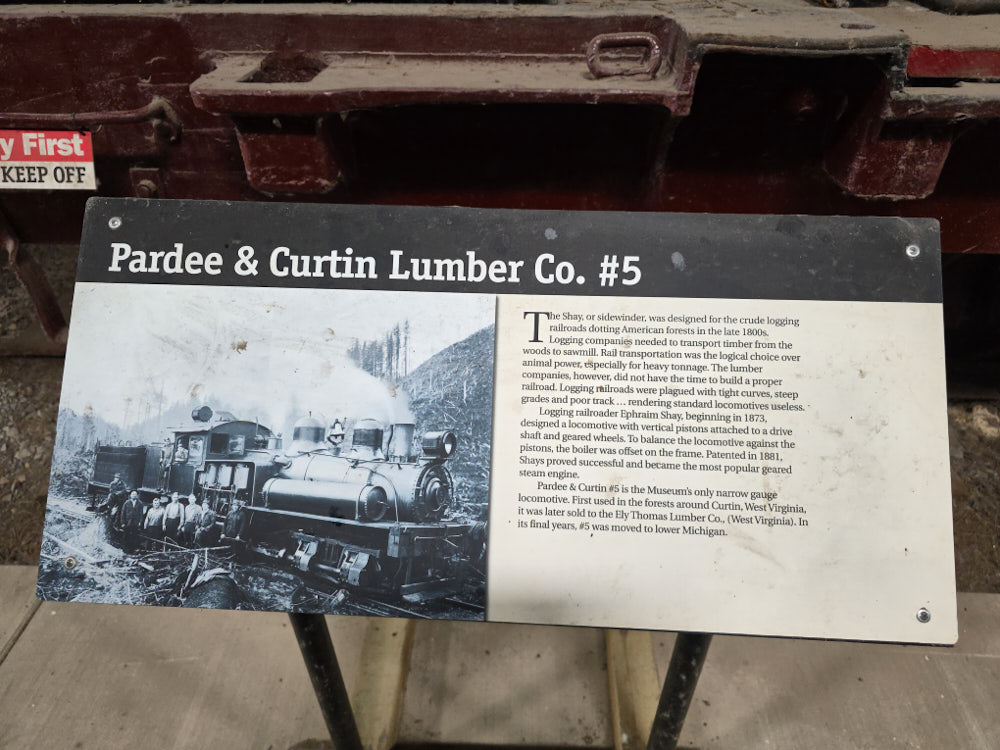 y First
KEEP OFF
Pardee & Curtin Lumber Co. #5
The Shay, or sidewinder, was designed for the crude logging
railroads dotting American forests in the late 1800s.
Logging companies needed to transport timber from the
woods to sawmill. Rail transportation was the logical choice over
animal power, especially for heavy tonnage. The lumber
companies, however, did not have the time to build a proper
railroad. Logging railroads were plagued with tight curves, steep
grades and poor track ... rendering standard locomotives useless.
Logging railroader Ephraim Shay, beginning in 1873,
designed a locomotive with vertical pistons attached to a drive
shaft and geared wheels. To balance the locomotive against the
pistons, the boiler was offset on the frame. Patented in 1881,
Shays proved successful and became the most popular geared
steam engine.
Pardee & Curtin #5 is the Museum's only narrow gauge
locomotive. First used in the forests around Curtin, West Virginia,
it was later sold to the Ely Thomas Lumber Co., (West Virginia). In
its final years, #5 was moved to lower Michigan.